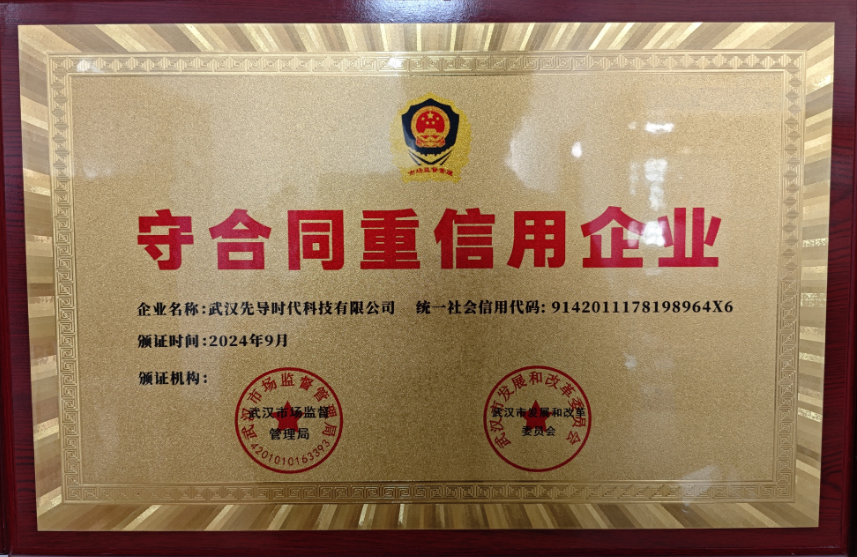 市场监督管理
守合同重信用企业
企业名称:武汉先导时代科技有限公司 统一社会信用代码: 9142011178198964X6
颁证时间:2024年9月
颁证机构:
武汉市场监督管理局
武汉市场监督
管理局
4201010163393
武汉市发展和改革委员会
武汉市发展和改革
委员会